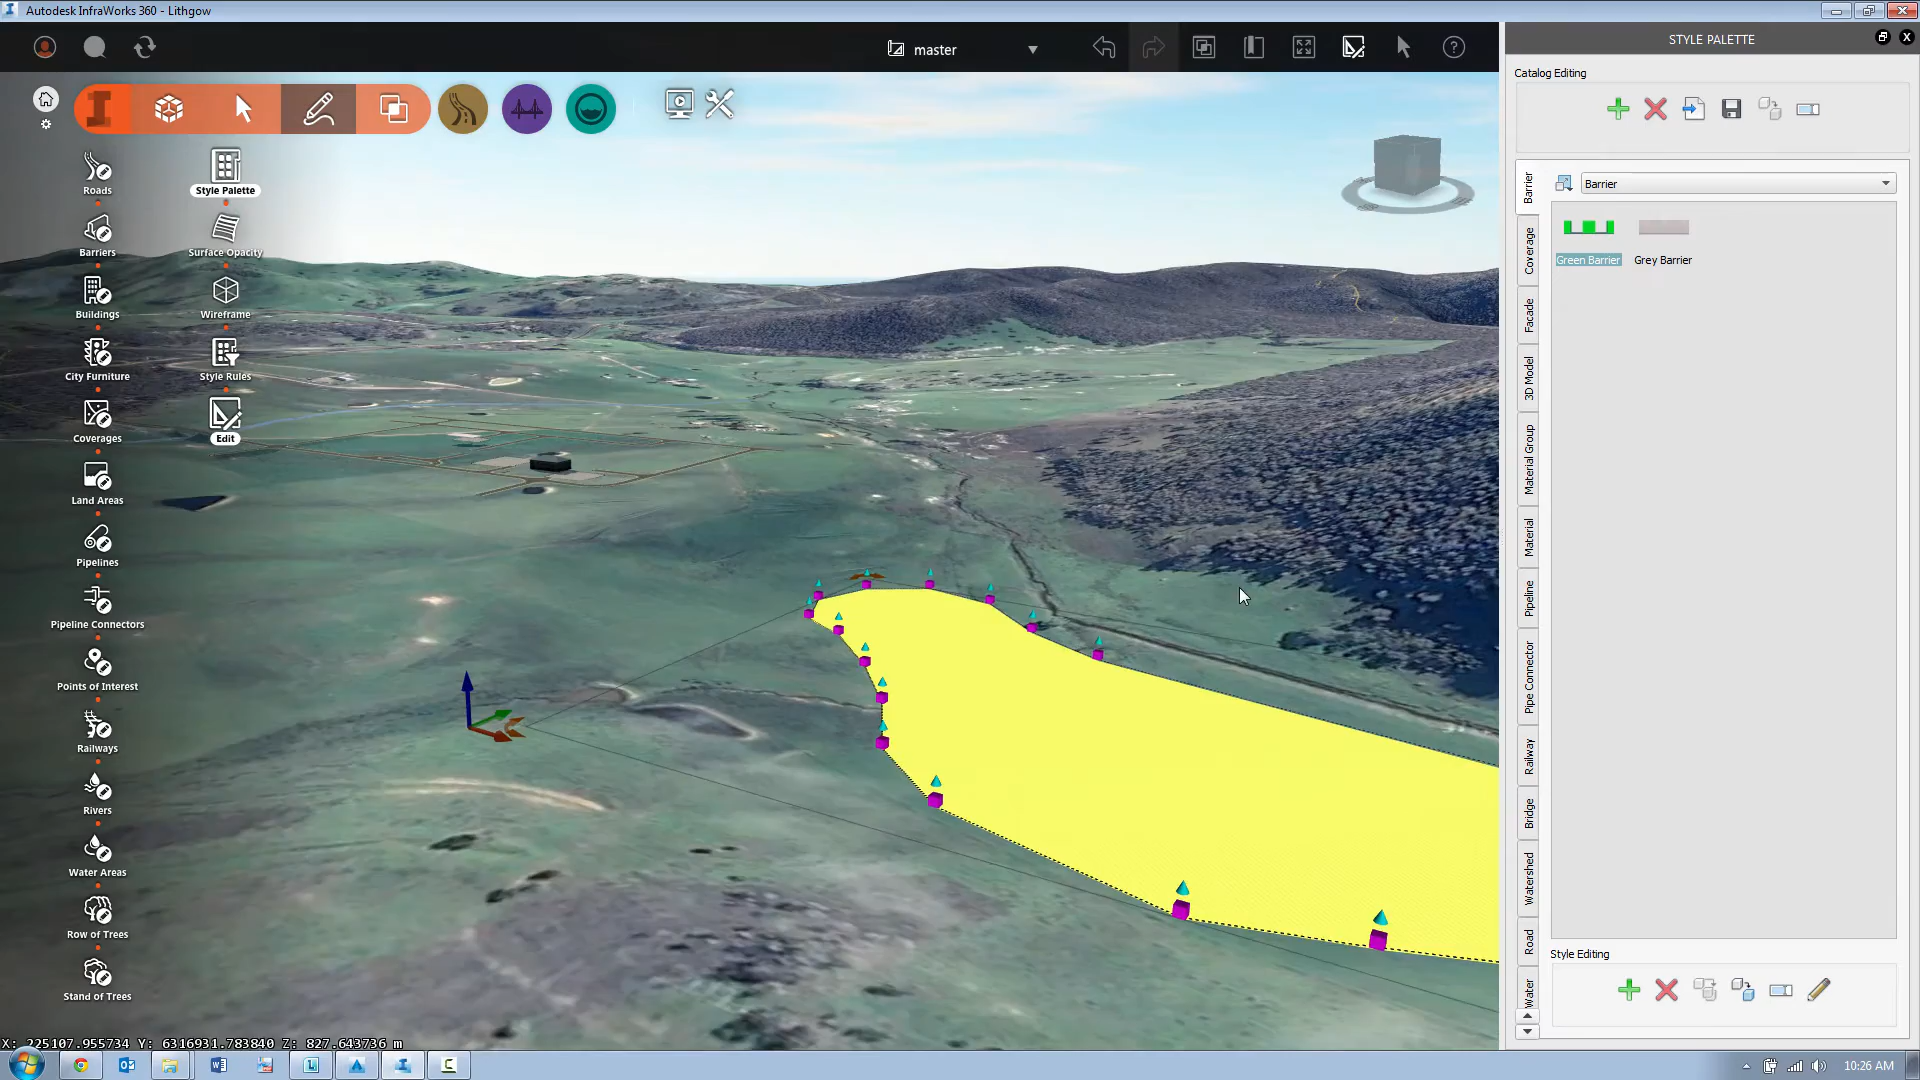 Autodesk InfraWorks 360 - Lithgow
master
STYLE PALETTE
Catalog Editing
Barrier
Green Barrier
Grey Barrier
Barrier
Coverage
Facade
3D Model
Material Group
Material
Pipeline
Pipe Connector
Railway
Bridge
Watershed
Road
Water
Style Editing
Roads
Barriers
Buildings
City Furniture
Coverages
Land Areas
Pipelines
Pipeline Connectors
Points of Interest
Railways
Rivers
Water Areas
Row of Trees
Stand of Trees
Style Palette
Surface Opacity
Wireframe
Style Rules
Edit
X: 225107.955734 Y: 6316931.783840 Z: 827.643736 m
10:26 AM